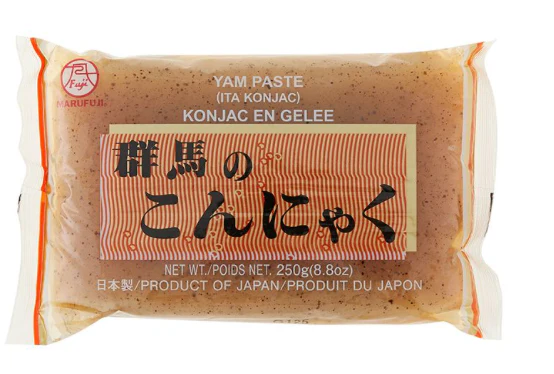 Fuji
MARUFUJI
YAM PASTE
(ITA KONJAC)
KONJAC EN GELEE
群馬の
こんにゃく
NET WT./POIDS NET. 250g(8.8oz)
日本製/PRODUCT OF JAPAN/PRODUIT DU JAPON